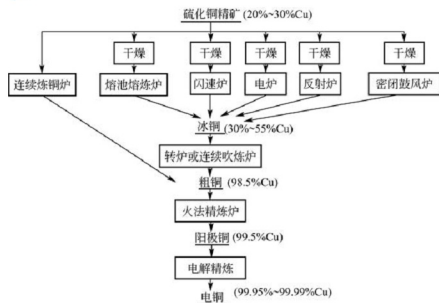 硫化铜精矿 (20%~30%Cu)
干燥 干燥 干燥 干燥 干燥
连续炼铜炉 熔池熔炼炉 闪速炉 电炉 反射炉 密闭鼓风炉
冰铜 (30%~55%Cu)
转炉或连续吹炼炉
粗铜 (98.5%Cu)
火法精炼炉
阳极铜 (99.5%Cu)
电解精炼
电铜 (99.95%~99.99%Cu)